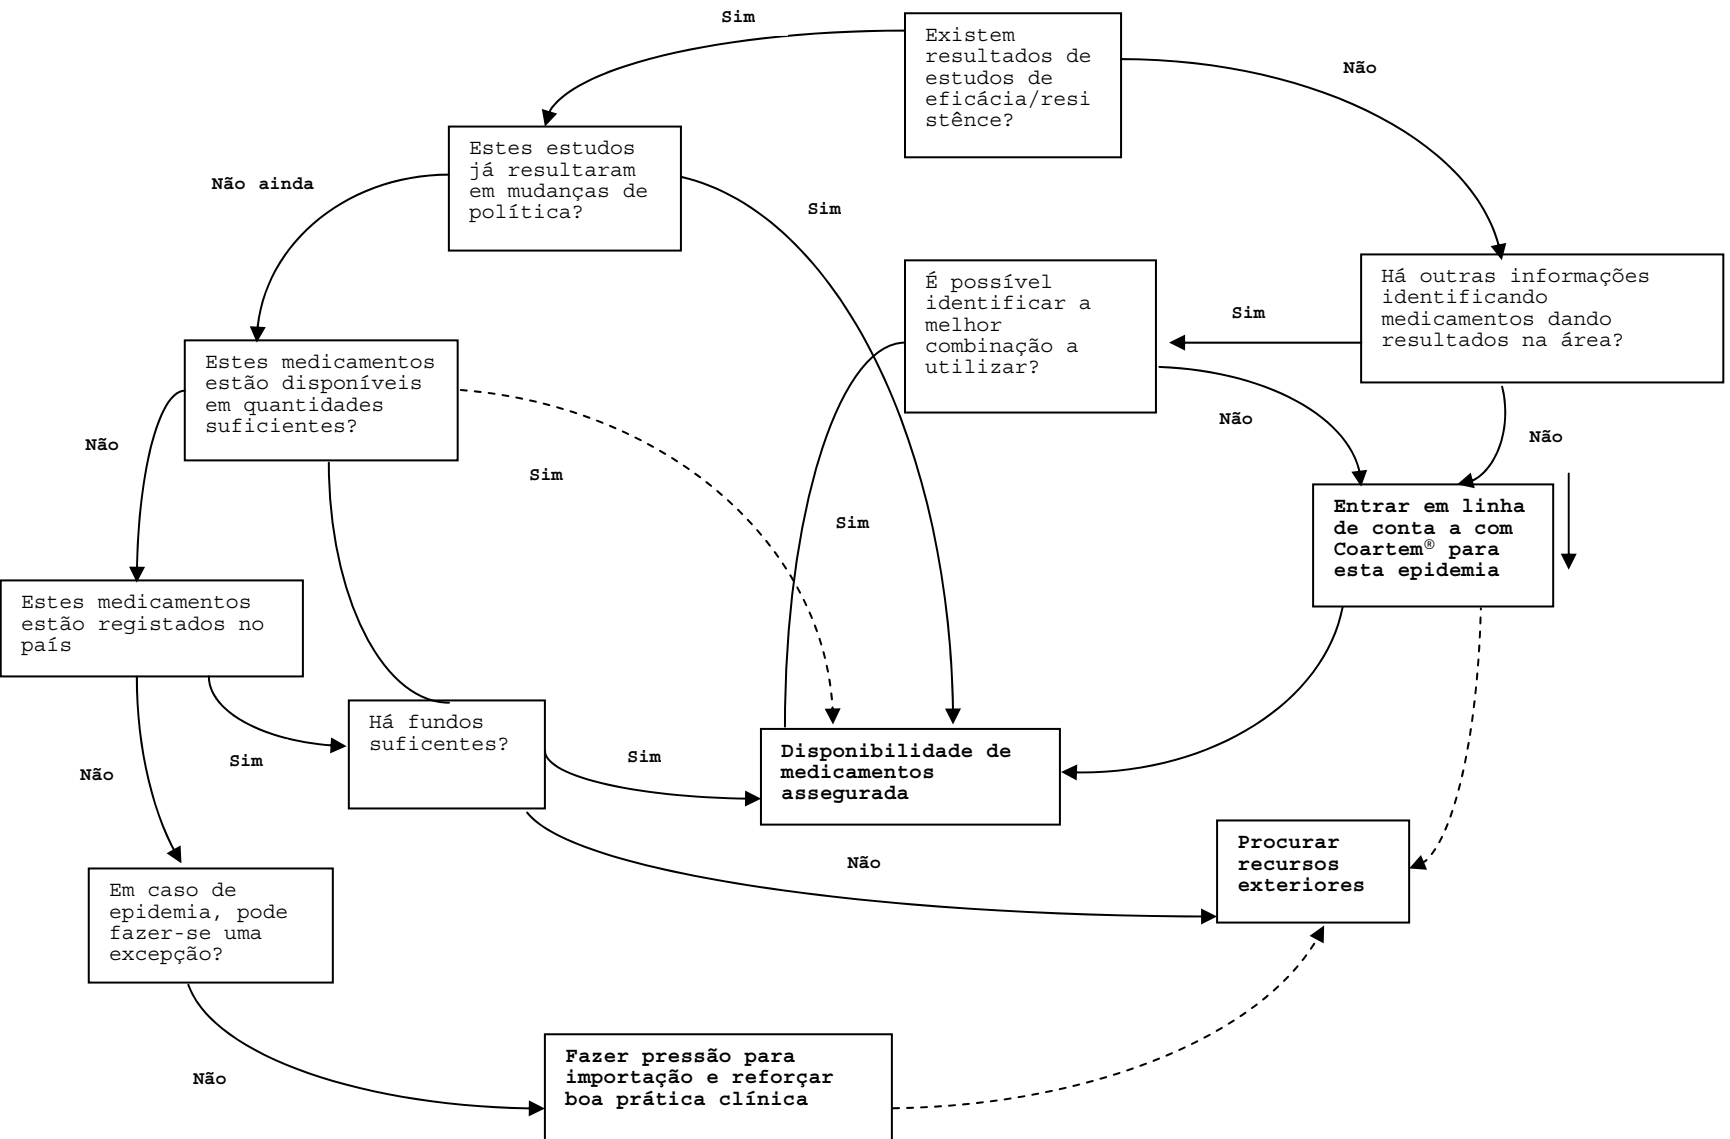 Sim
Existem
resultados de
estudos de
eficácia/resi
stênce?
Não
Estes estudos
já resultaram
em mudanças de
política?
Não ainda
Sim
É possível
identificar a
melhor
combinação a
utilizar?
Sim
Há outras informações
identificando
medicamentos dando
resultados na área?
Estes medicamentos
estão disponíveis
em quantidades
suficientes?
Não
Sim
Não
Não
Sim
Entrar em linha
de conta a com
Coartem® para
esta epidemia
Estes medicamentos
estão registados no
país
Não
Sim
Há fundos
suficentes?
Sim
Disponibilidade de
medicamentos
assegurada
Não
Procurar
recursos
exteriores
Em caso de
epidemia, pode
fazer-se uma
excepção?
Não
Fazer pressão para
importação e reforçar
boa prática clínica